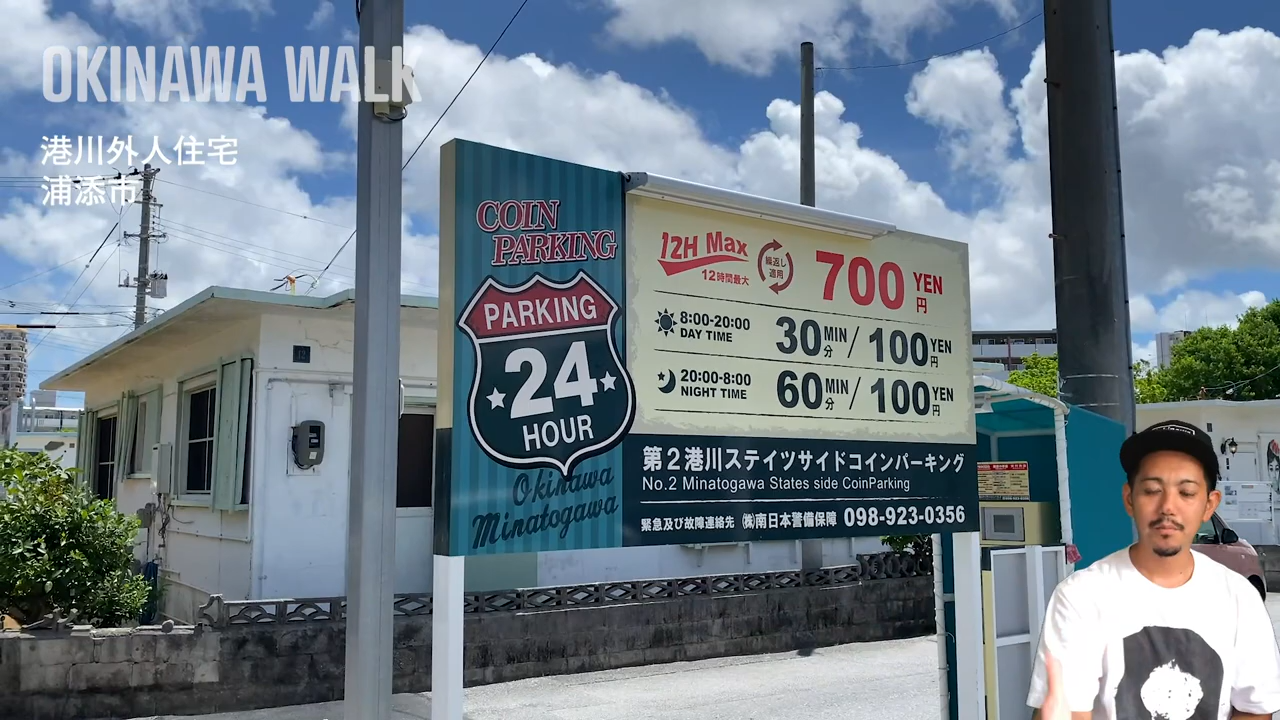 OKINAWA WALK
港川外人住宅
浦添市
COIN
PARKING
PARKING
24
HOUR
Okinawa
Minatogawa
12H Max
12時間最大
繰返し
適用
700 YEN
円
8:00-20:00
DAY TIME
30 MIN
分
/ 100 YEN
円
20:00-8:00
NIGHT TIME
60 MIN
分
/ 100 YEN
円
第2港川ステイツサイドコインパーキング
No.2 Minatogawa States side CoinParking
緊急及び故障連絡先 ㈱南日本警備保障 098-923-0356